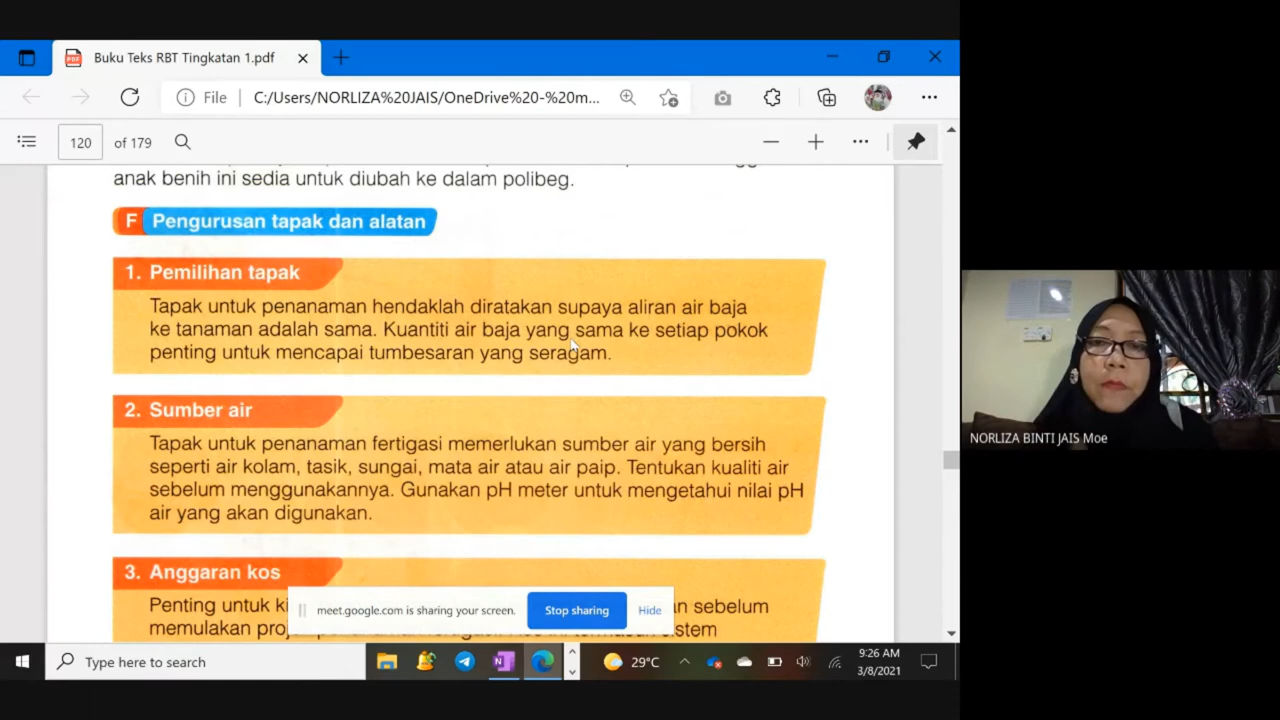 Buku Teks RBT Tingkatan 1.pdf
File
C:/Users/NORLIZA%20JAIS/OneDrive%20-%20m...
120 of 179
anak benih ini sedia untuk diubah ke dalam polibeg.
F Pengurusan tapak dan alatan
1. Pemilihan tapak
Tapak untuk penanaman hendaklah diratakan supaya aliran air baja
ke tanaman adalah sama. Kuantiti air baja yang sama ke setiap pokok
penting untuk mencapai tumbesaran yang seragam.
2. Sumber air
Tapak untuk penanaman fertigasi memerlukan sumber air yang bersih
seperti air kolam, tasik, sungai, mata air atau air paip. Tentukan kualiti air
sebelum menggunakannya. Gunakan pH meter untuk mengetahui nilai pH
air yang akan digunakan.
3. Anggaran kos
Penting untuk sebelum
memulakan
meet.google.com is sharing your screen.
Stop sharing
Hide
NORLIZA BINTI JAIS Moe
Type here to search
29°C
9:26 AM
3/8/2021